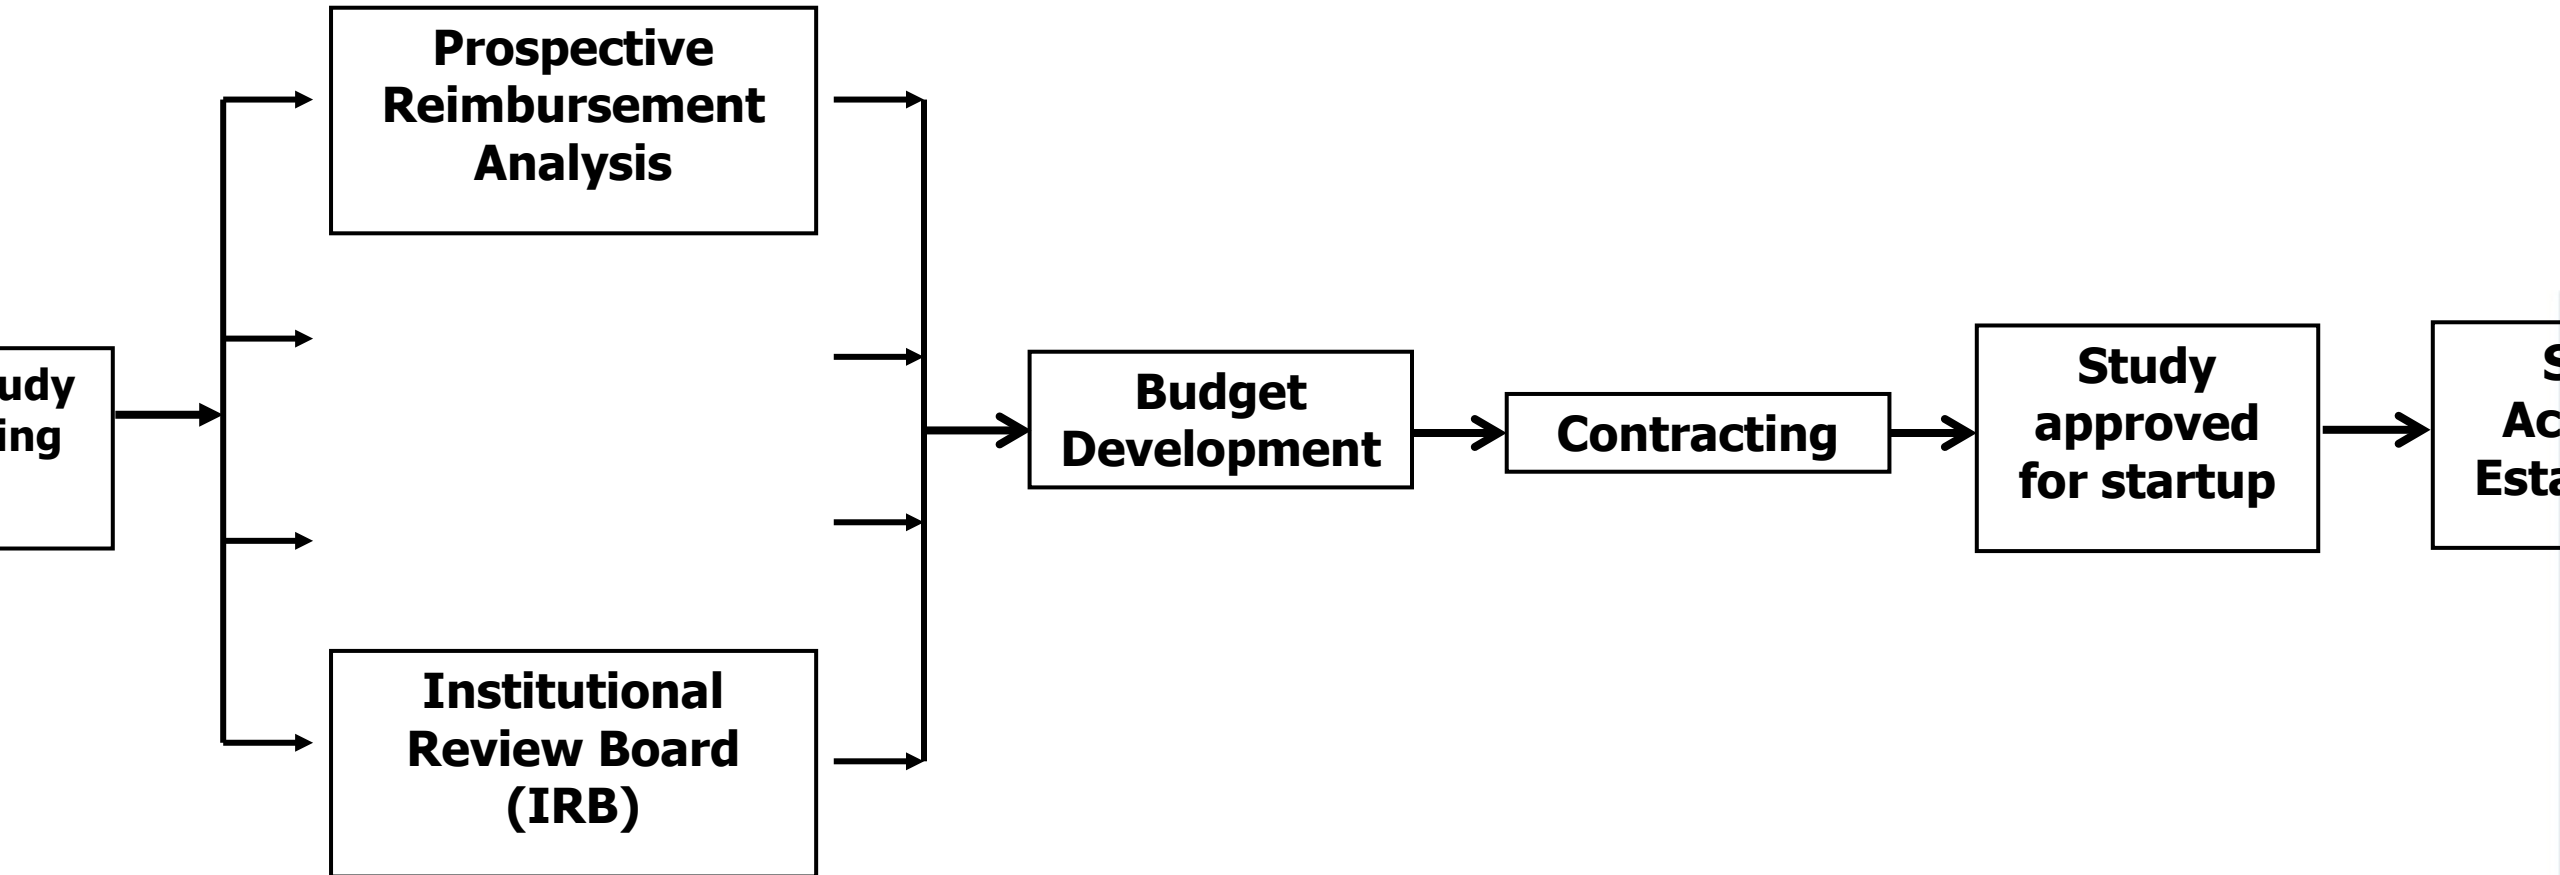 Prospective
Reimbursement
Analysis
Budget
Development
Contracting
Study
approved
for startup
Institutional
Review Board
(IRB)